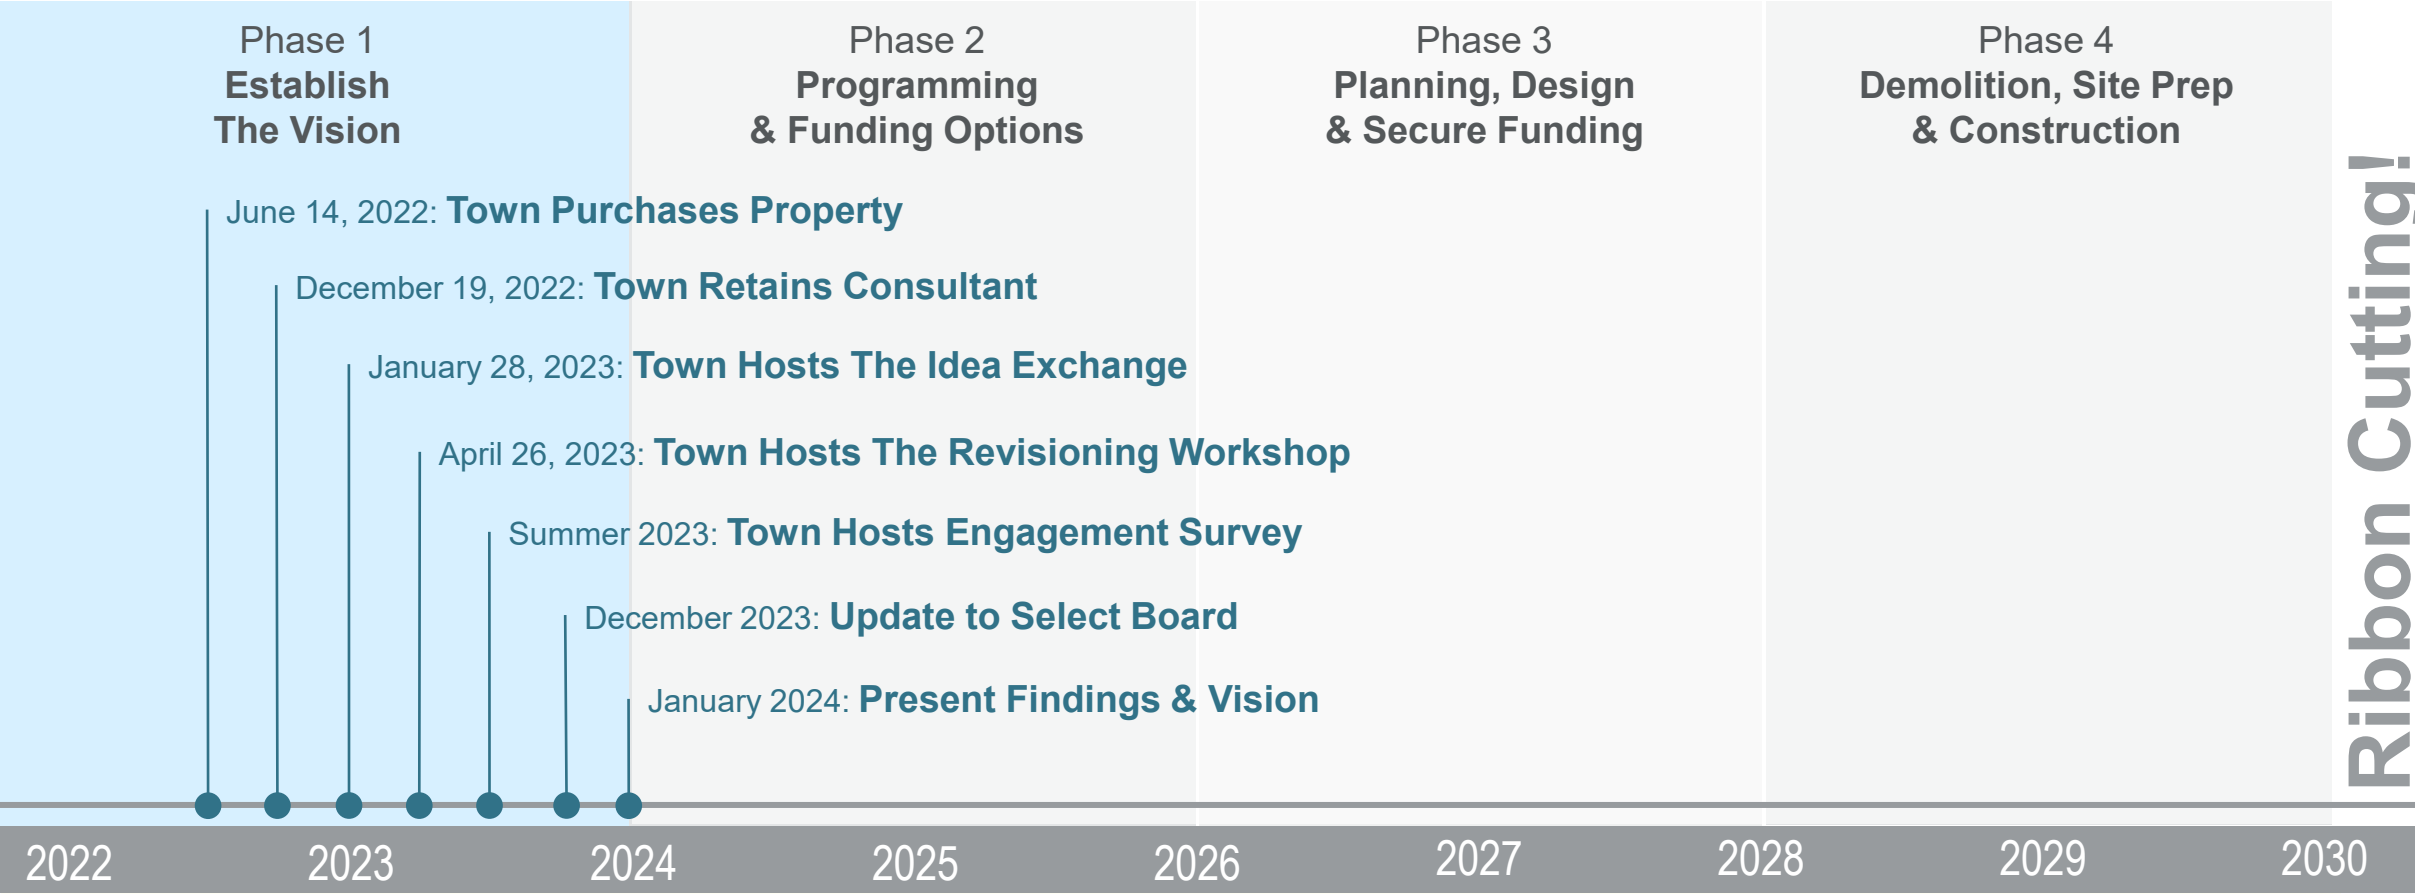 Phase 1
Establish
The Vision
Phase 2
Programming
& Funding Options
Phase 3
Planning, Design
& Secure Funding
Phase 4
Demolition, Site Prep
& Construction
June 14, 2022: Town Purchases Property
December 19, 2022: Town Retains Consultant
January 28, 2023: Town Hosts The Idea Exchange
April 26, 2023: Town Hosts The Revisioning Workshop
Summer 2023: Town Hosts Engagement Survey
December 2023: Update to Select Board
January 2024: Present Findings & Vision
Ribbon Cutting!
2022 2023 2024 2025 2026 2027 2028 2029 2030